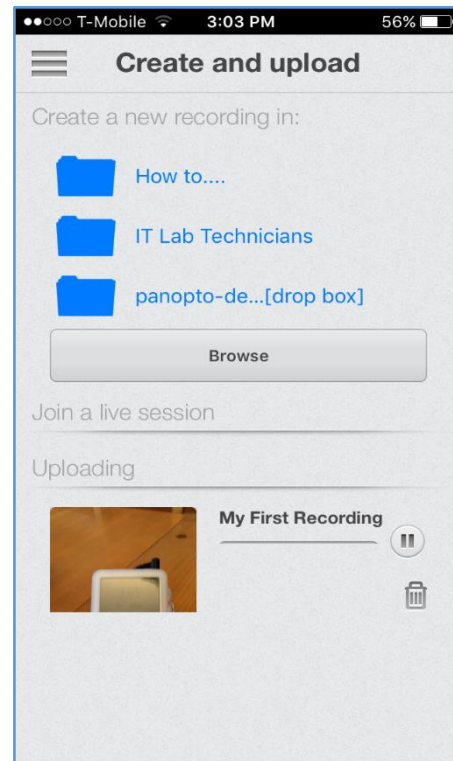 T-Mobile 3:03 PM 56%
Create and upload
Create a new recording in:
How to....
IT Lab Technicians
panopto-de...[drop box]
Browse
Join a live session
Uploading
My First Recording